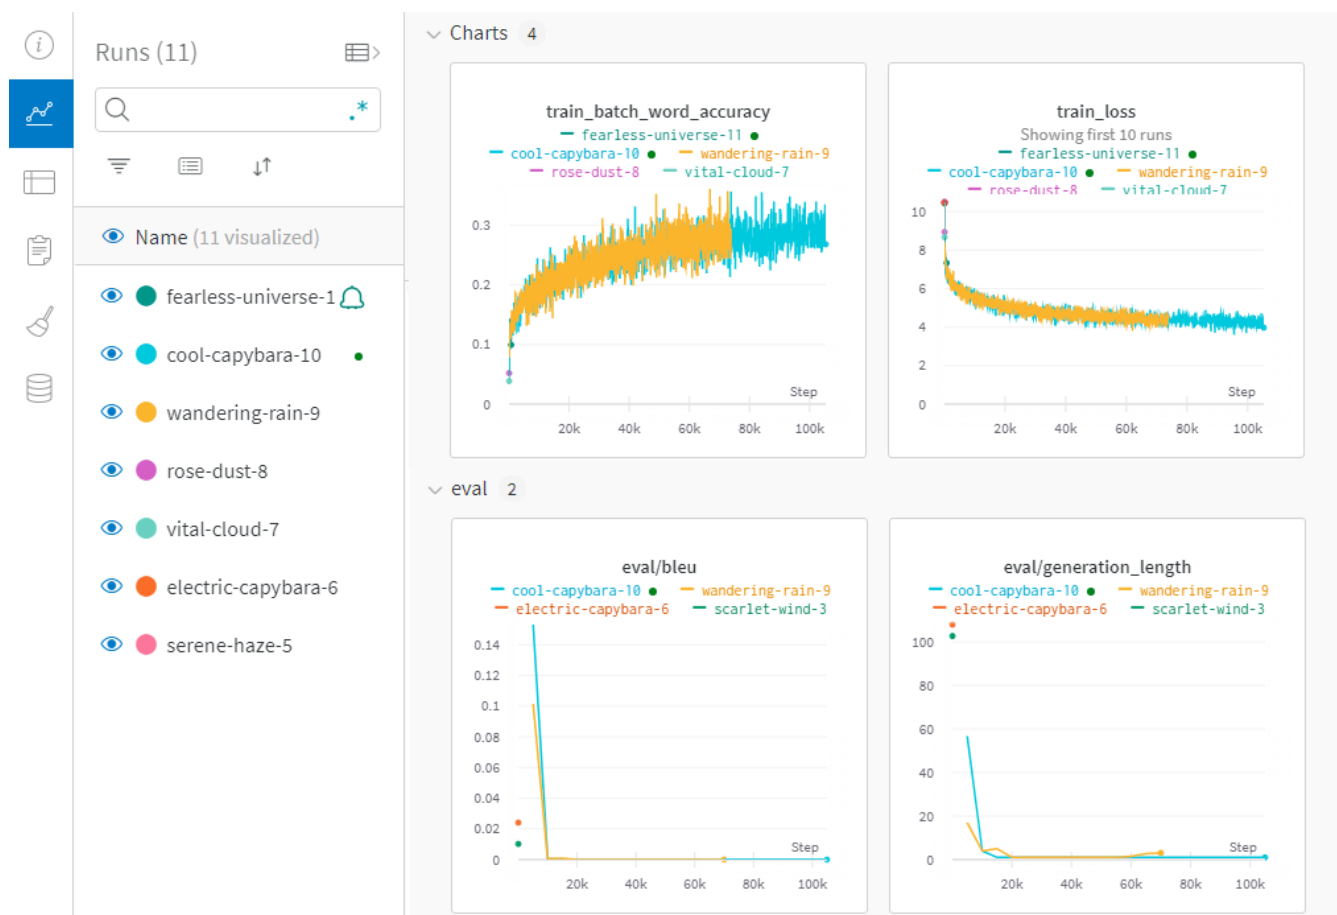 Runs (11)
.*
Name (11 visualized)
fearless-universe-1
cool-capybara-10
wandering-rain-9
rose-dust-8
vital-cloud-7
electric-capybara-6
serene-haze-5
Charts 4
train_batch_word_accuracy
fearless-universe-11
cool-capybara-10 wandering-rain-9
rose-dust-8 vital-cloud-7
0.3
0.2
0.1
0
Step
20k 40k 60k 80k 100k
train_loss
Showing first 10 runs
fearless-universe-11
cool-capybara-10 wandering-rain-9
rose-dust-8 vital-cloud-7
10
8
6
4
2
0
Step
20k 40k 60k 80k 100k
eval 2
eval/bleu
cool-capybara-10 wandering-rain-9
electric-capybara-6 scarlet-wind-3
0.14
0.12
0.1
0.08
0.06
0.04
0.02
0
Step
20k 40k 60k 80k 100k
eval/generation_length
cool-capybara-10 wandering-rain-9
electric-capybara-6 scarlet-wind-3
100
80
60
40
20
0
Step
20k 40k 60k 80k 100k